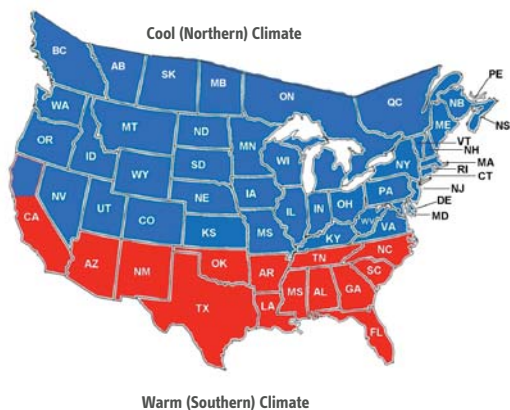 Cool (Northern) Climate
BC
AB
SK
MB
ON
QC
PE
NB
NS
WA
MT
ND
MN
ME
VT
NH
OR
ID
WY
SD
WI
NY
MA
RI
CT
NV
UT
CO
NE
IA
IL
IN
OH
PA
NJ
DE
MD
KS
MS
KY
WV
VA
CA
AZ
NM
OK
AR
TN
NC
SC
TX
LA
MS
AL
GA
FL
Warm (Southern) Climate